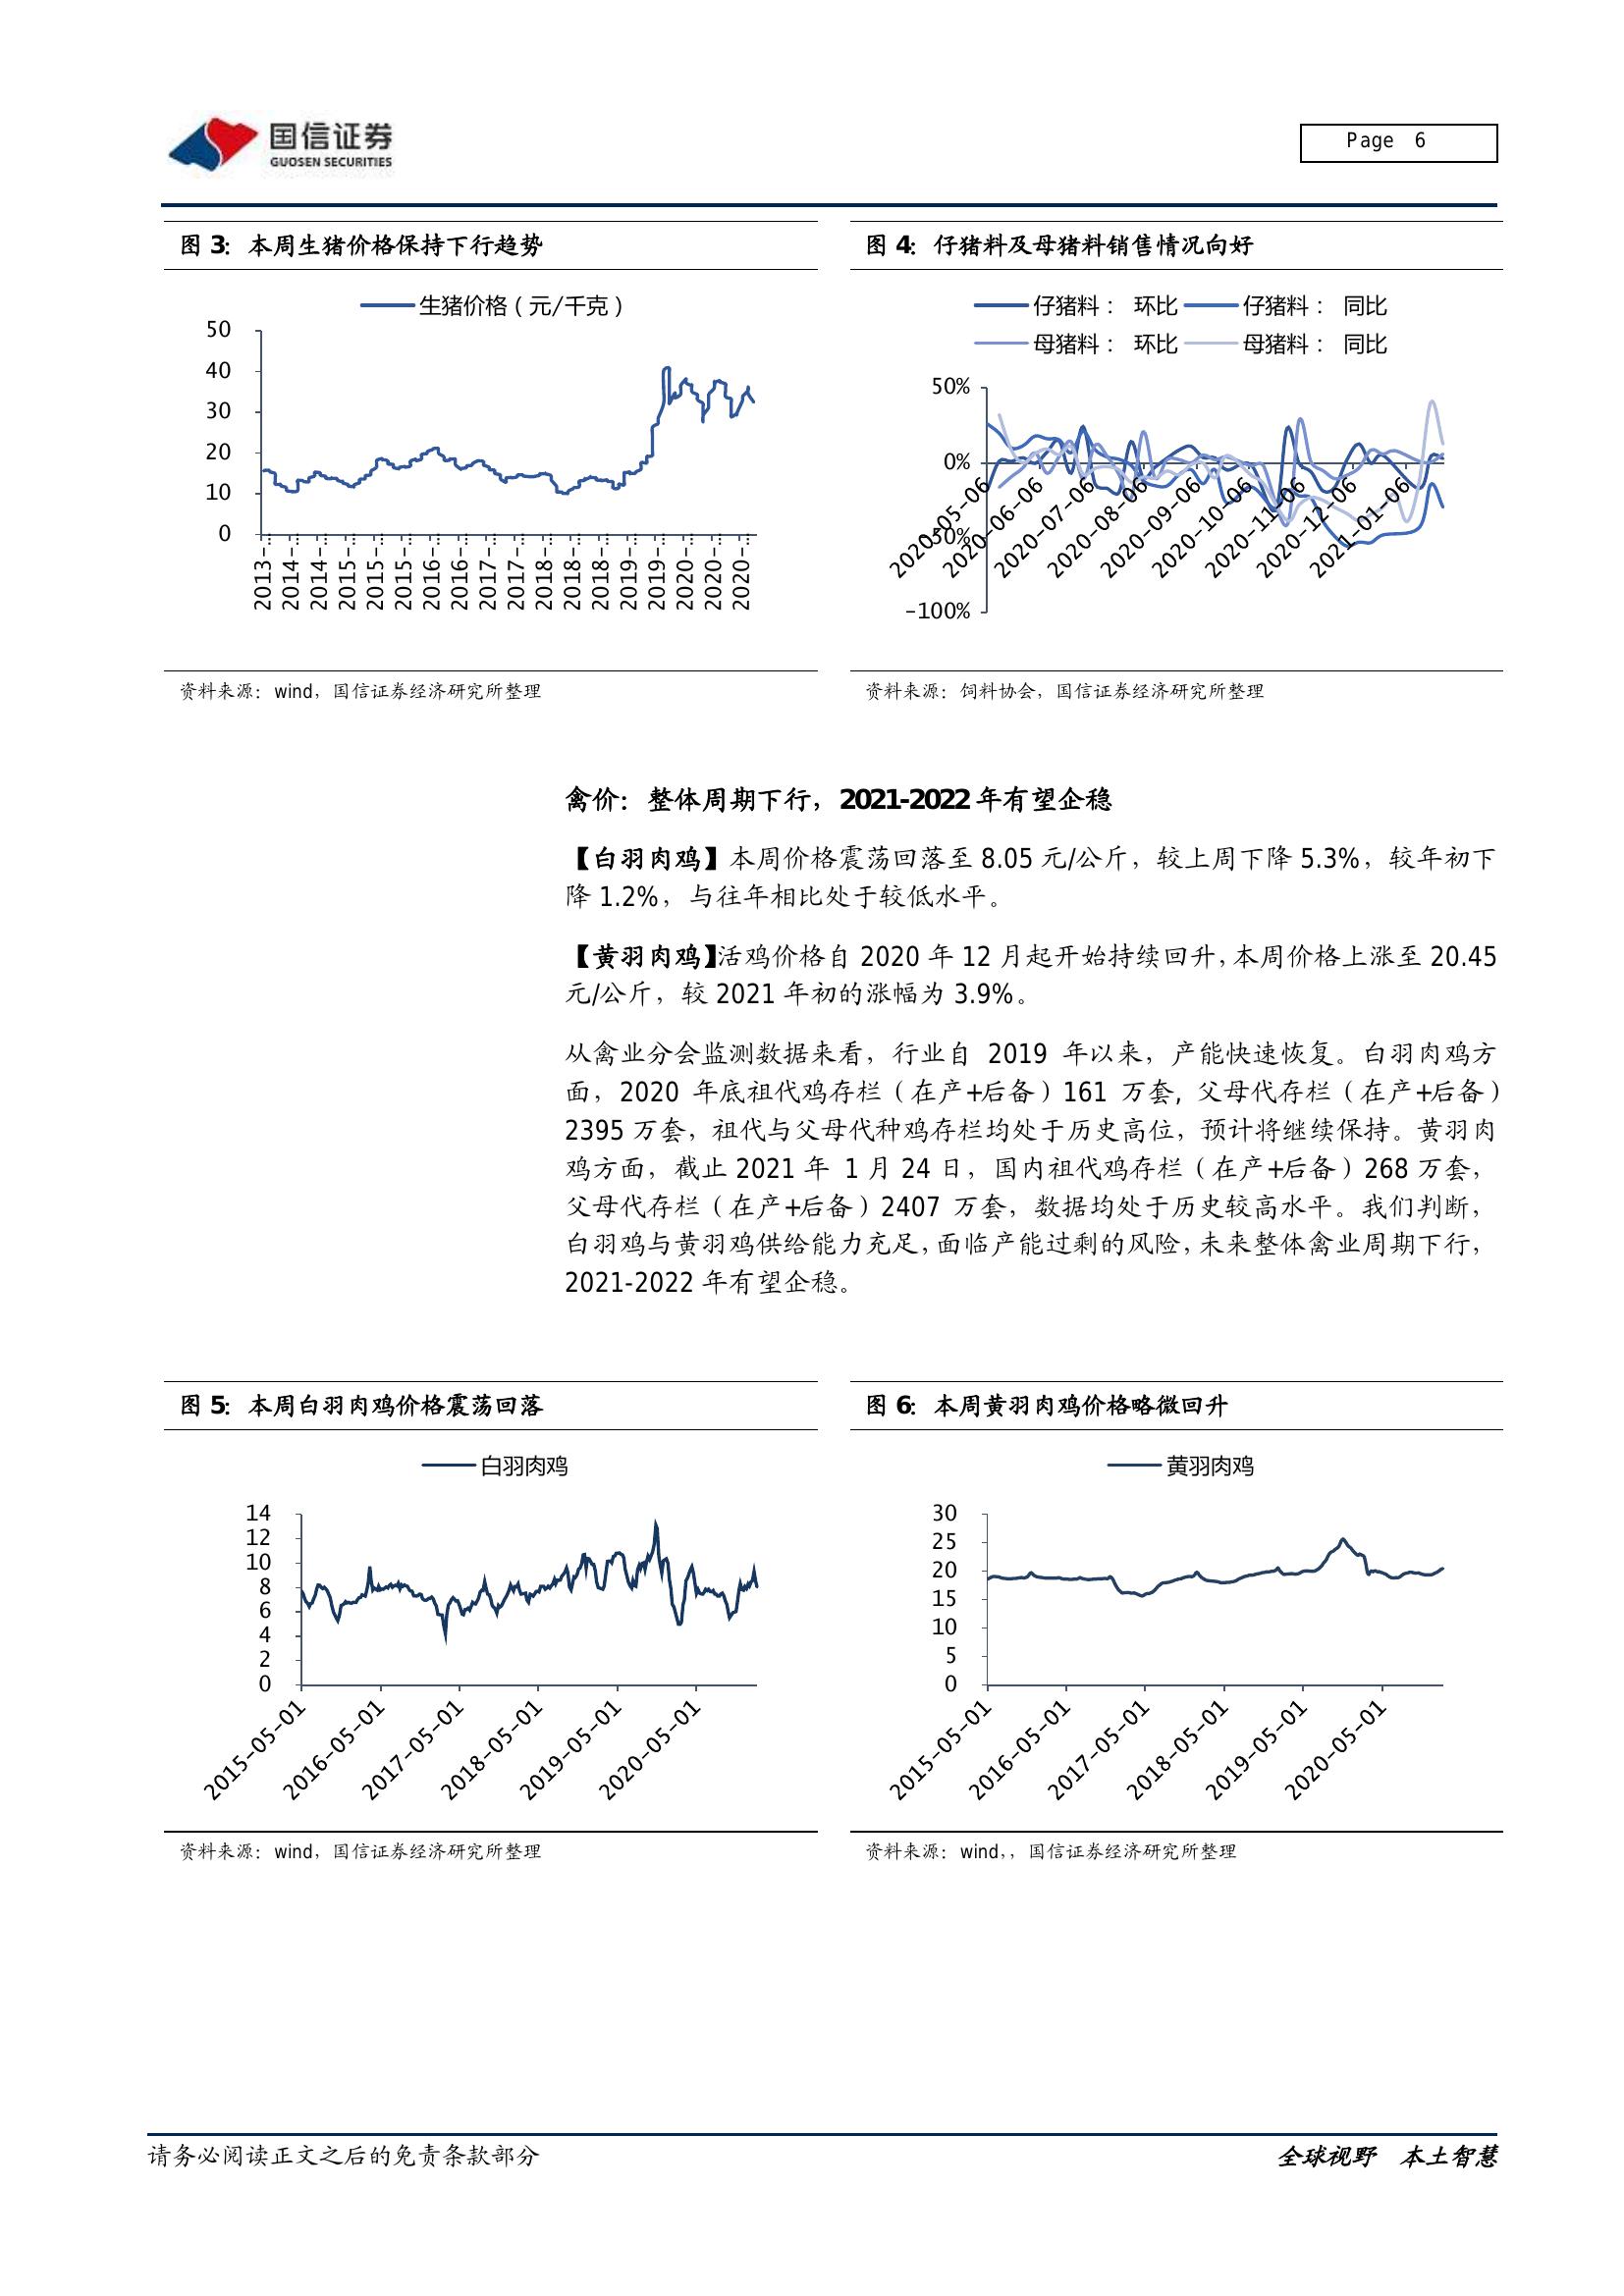 国信证券
GUOSEN SECURITIES
Page 6
图 3：本周生猪价格保持下行趋势
生猪价格（元/千克）
50
40
30
20
10
0
2013-…
2014-
2014-…
2015-
2015-…
2015-
2016-…
2016-
2017-…
2017-
2018-…
2018-
2018-…
2019-
2019-…
2020-
2020-…
2020-…
资料来源：wind，国信证券经济研究所整理
图 4：仔猪料及母猪料销售情况向好
仔猪料： 环比 仔猪料： 同比
母猪料： 环比 母猪料： 同比
50%
0%
-50%
-100%
2020-05-06
2020-06-06
2020-07-06
2020-08-06
2020-09-06
2020-10-06
2020-11-06
2020-12-06
2021-01-06
资料来源：饲料协会，国信证券经济研究所整理
禽价：整体周期下行，2021-2022 年有望企稳
【白羽肉鸡】本周价格震荡回落至 8.05 元/公斤，较上周下降 5.3%，较年初下
降 1.2%，与往年相比处于较低水平。
【黄羽肉鸡】活鸡价格自 2020 年 12 月起开始持续回升，本周价格上涨至 20.45
元/公斤，较 2021 年初的涨幅为 3.9%。
从禽业分会监测数据来看，行业自 2019 年以来，产能快速恢复。白羽肉鸡方
面，2020 年底祖代鸡存栏（在产+后备）161 万套，父母代存栏（在产+后备）
2395 万套，祖代与父母代种鸡存栏均处于历史高位，预计将继续保持。黄羽肉
鸡方面，截止 2021 年 1 月 24 日，国内祖代鸡存栏（在产+后备）268 万套，
父母代存栏（在产+后备）2407 万套，数据均处于历史较高水平。我们判断，
白羽鸡与黄羽鸡供给能力充足，面临产能过剩的风险，未来整体禽业周期下行，
2021-2022 年有望企稳。
图 5：本周白羽肉鸡价格震荡回落
白羽肉鸡
14
12
10
8
6
4
2
0
2015-05-01
2016-05-01
2017-05-01
2018-05-01
2019-05-01
2020-05-01
资料来源：wind，国信证券经济研究所整理
图 6：本周黄羽肉鸡价格略微回升
黄羽肉鸡
30
25
20
15
10
5
0
2015-05-01
2016-05-01
2017-05-01
2018-05-01
2019-05-01
2020-05-01
资料来源：wind，，国信证券经济研究所整理
请务必阅读正文之后的免责条款部分
全球视野 本土智慧